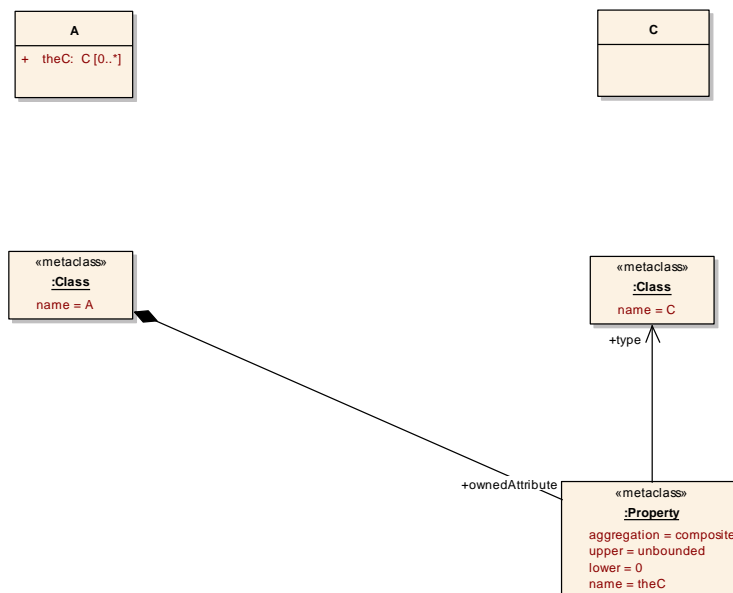 A
+ theC: C [0..*]
C
«metaclass»
:Class
name = A
«metaclass»
:Class
name = C
+type
+ownedAttribute
«metaclass»
:Property
aggregation = composite
upper = unbounded
lower = 0
name = theC